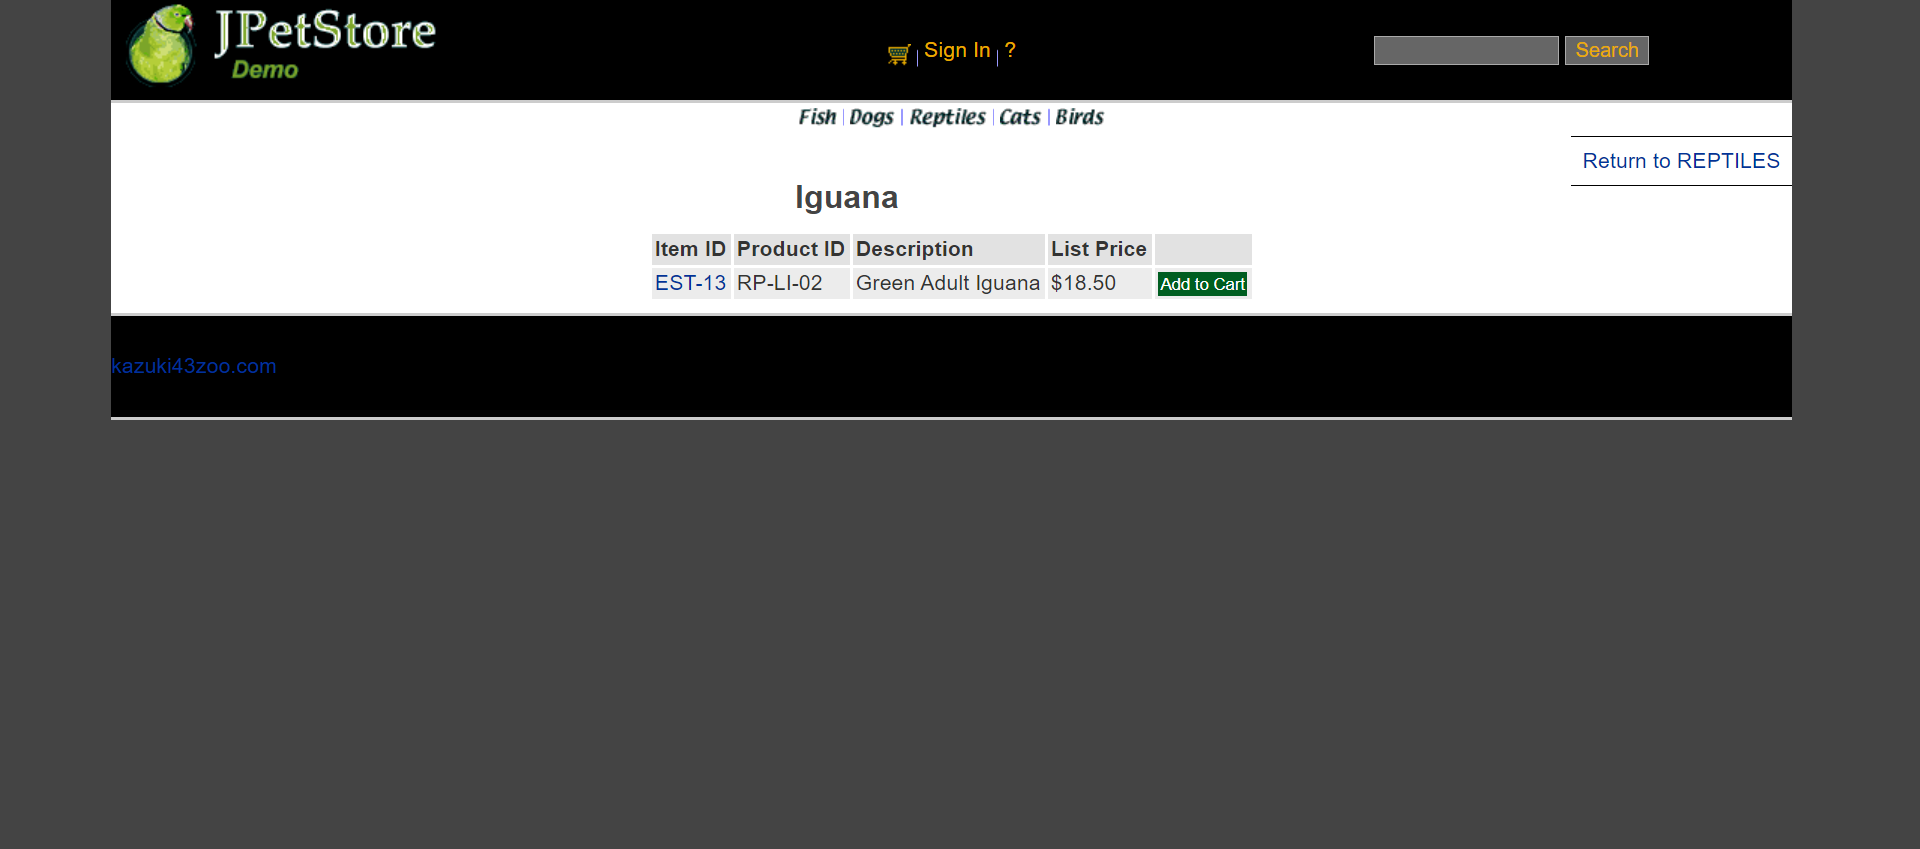 JPetStore
Demo
Sign In ?
Search
Fish Dogs Reptiles Cats Birds
Return to REPTILES
Iguana
Item ID Product ID Description List Price
EST-13 RP-LI-02 Green Adult Iguana $18.50 Add to Cart
kazuki43zoo.com